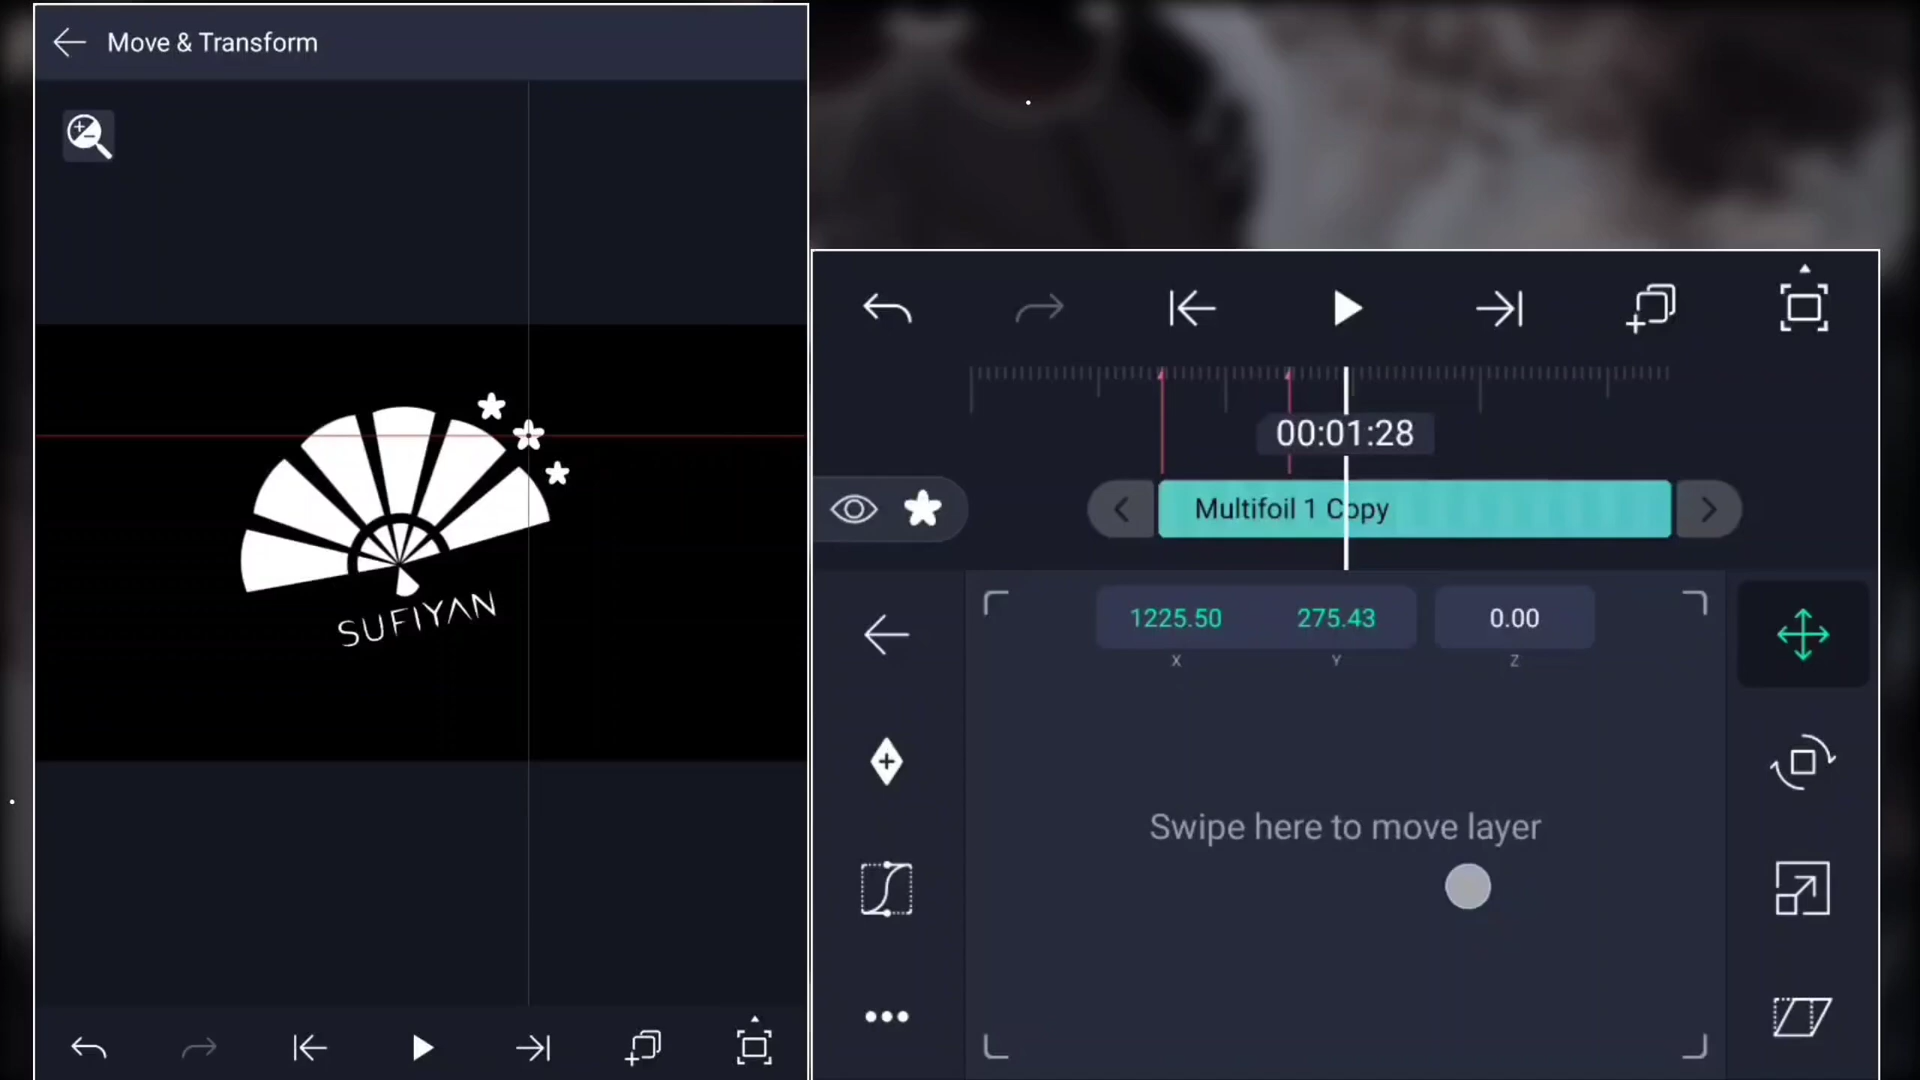 Move & Transform
SUFIYAN
00:01:28
Multifoil 1 Copy
1225.50 275.43 0.00
X Y Z
Swipe here to move layer